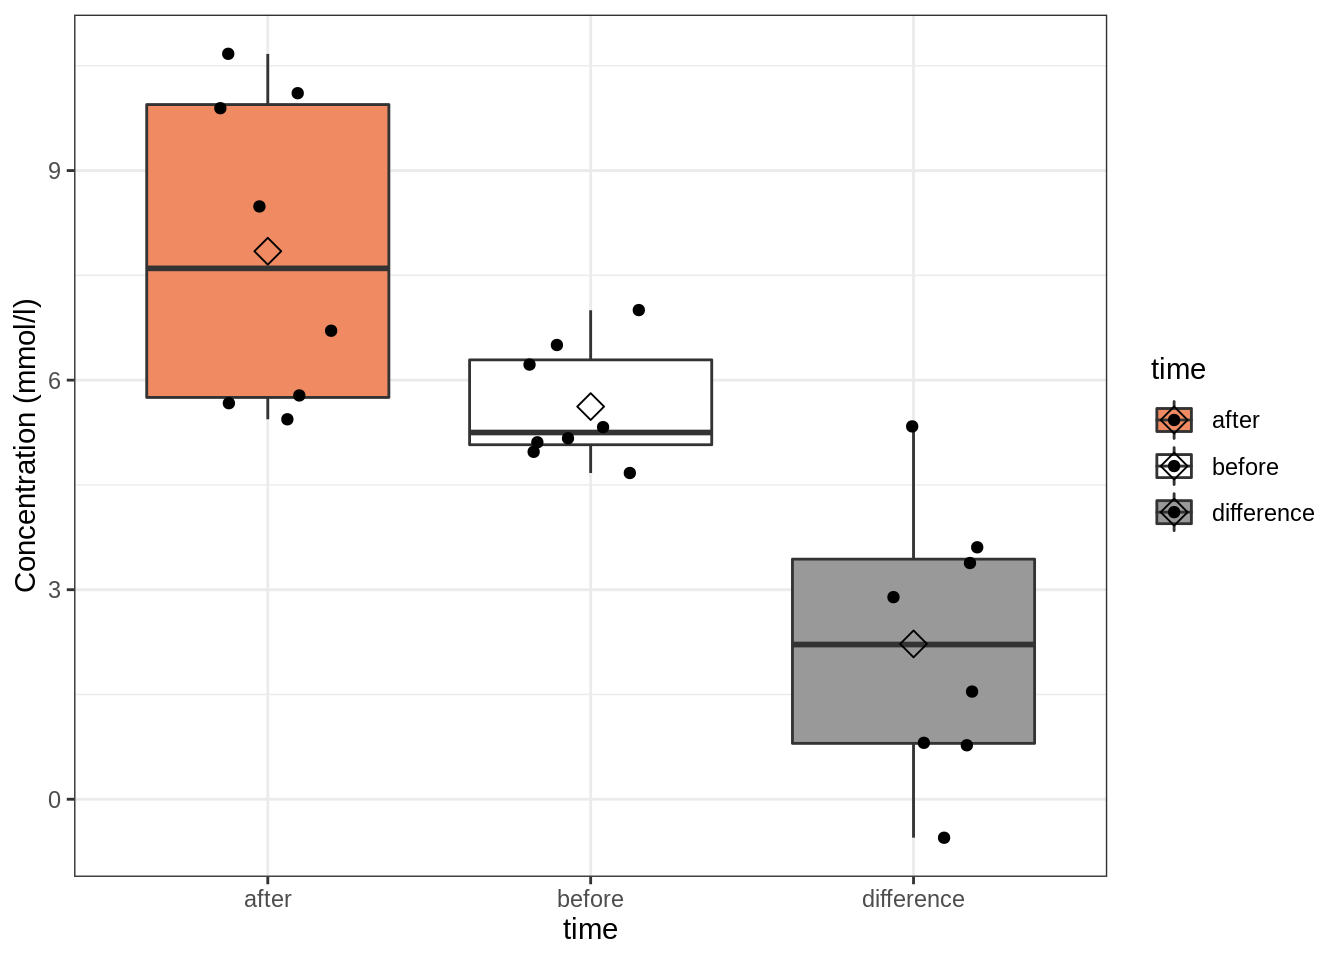 Concentration (mmol/l)
9
6
3
0
after
before
difference
time
time
after
before
difference